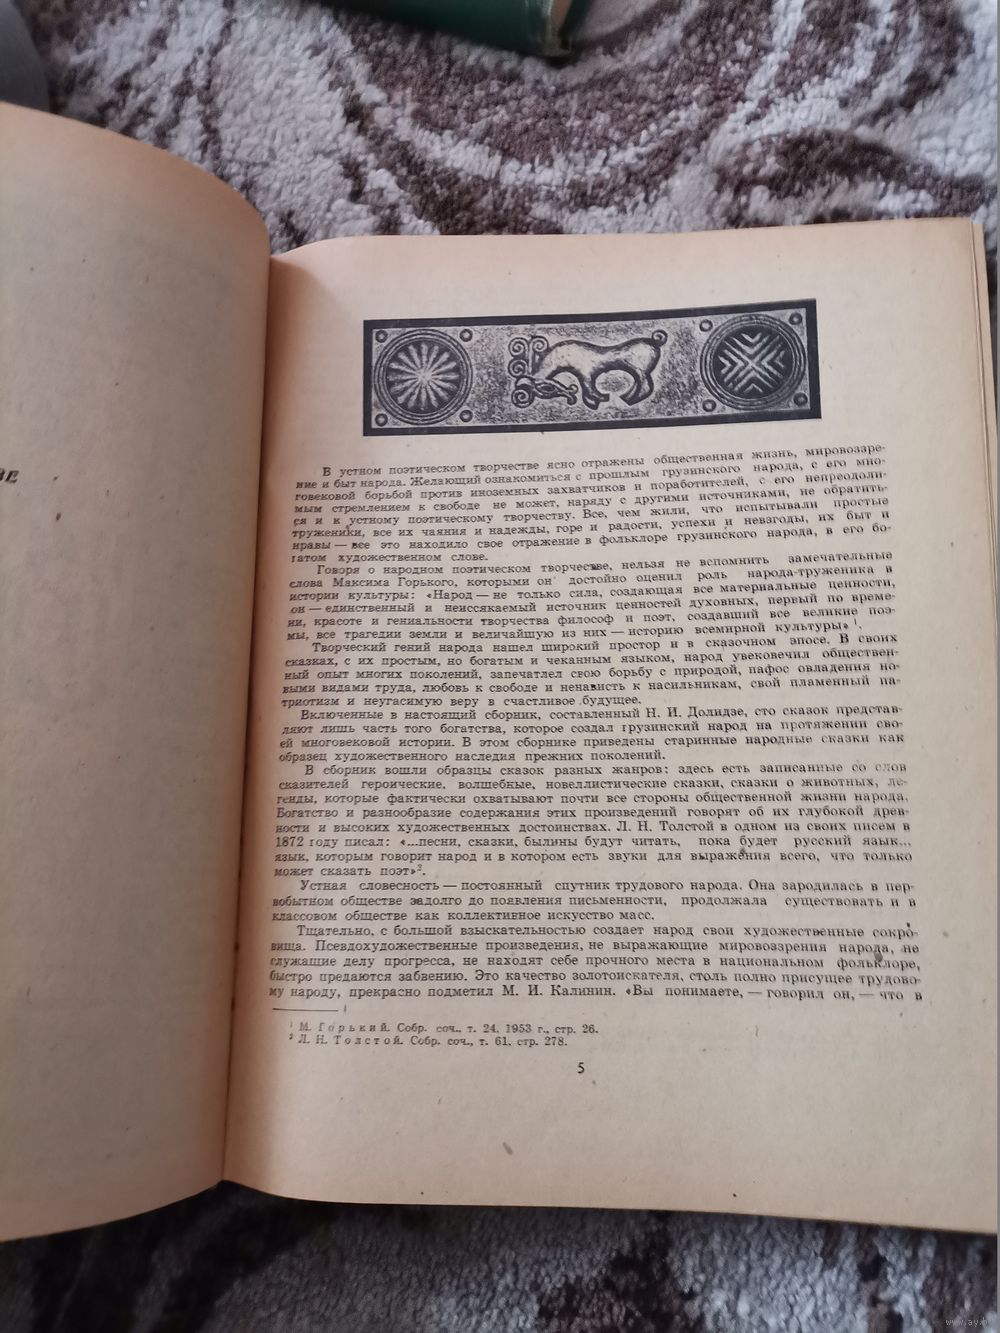 ВЕ
В устном поэтическом творчестве ясно отражены общественная жизнь, мировоззре-
ние и быт народа. Желающий ознакомиться с прошлым грузинского народа, с его мно-
говековой борьбой против иноземных захватчиков и поработителей, с его непреодоли-
мым стремлением к свободе не может, наряду с другими источниками, не обратить-
ся и к устному поэтическому творчеству. Все, чем жили, что испытывали простые
труженики, все их чаяния и надежды, горе и радости, успехи и невзгоды, их быт и
нравы — все это находило свое отражение в фольклоре грузинского народа, в его бо-
гатом художественном слове.
Говоря о народном поэтическом творчестве, нельзя не вспомнить замечательные
слова Максима Горького, которыми он достойно оценил роль народа-труженика в
истории культуры: «Народ — не только сила, создающая все материальные ценности,
он — единственный и неиссякаемый источник ценностей духовных, первый по време-
ни, красоте и гениальности творчества философ и поэт, создавший все великие поэ-
мы, все трагедии земли и величайшую из них — историю всемирной культуры» ¹.
Творческий гений народа нашел широкий простор и в сказочном эпосе. В своих
сказках, с их простым, но богатым и чеканным языком, народ увековечил обществен-
ный опыт многих поколений, запечатлел свою борьбу с природой, пафос овладения но-
выми видами труда, любовь к свободе и ненависть к насильникам, свой пламенный па-
триотизм и неугасимую веру в счастливое будущее.
Включенные в настоящий сборник, составленный Н. И. Долидзе, сто сказок представ-
ляют лишь часть того богатства, которое создал грузинский народ на протяжении сво-
ей многовековой истории. В этом сборнике приведены старинные народные сказки как
образец художественного наследия прежних поколений.
В сборник вошли образцы сказок разных жанров: здесь есть записанные со слов
сказителей героические, волшебные, новеллистические сказки, сказки о животных, ле-
генды, которые фактически охватывают почти все стороны общественной жизни народа.
Богатство и разнообразие содержания этих произведений говорят об их глубокой древ-
ности и высоких художественных достоинствах. Л. Н. Толстой в одном из своих писем в
1872 году писал: «...песни, сказки, былины будут читать, пока будет русский язык...
язык, которым говорит народ и в котором есть звуки для выражения всего, что только
может сказать поэт»².
Устная словесность — постоянный спутник трудового народа. Она зародилась в пер-
вобытном обществе задолго до появления письменности, продолжала существовать и в
классовом обществе как коллективное искусство масс.
Тщательно, с большой взыскательностью создает народ свои художественные сокро-
вища. Псевдохудожественные произведения, не выражающие мировоззрения народа, не
служащие делу прогресса, не находят себе прочного места в национальном фольклоре,
быстро предаются забвению. Это качество золотоискателя, столь полно присущее трудово-
му народу, прекрасно подметил М. И. Калинин. «Вы понимаете, — говорил он, — что в
¹ М. Горький. Собр. соч., т. 24, 1953 г., стр. 26.
² Л. Н. Толстой. Собр. соч., т. 61, стр. 278.
5